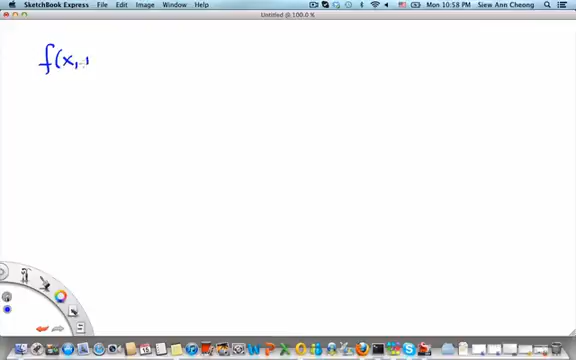 SketchBook Express File Edit Image Window Help Mon 10:58 PM Siew Ann Cheong
Untitled @ 100.0 %
f(x,